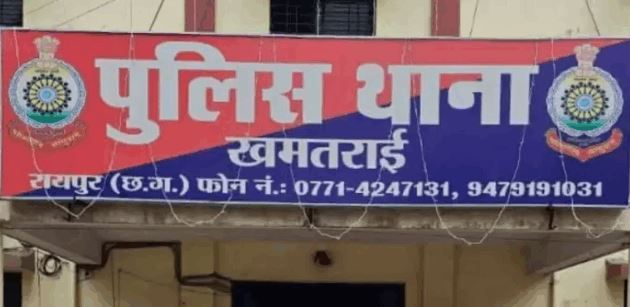 पुलिस थाना
खमतराई
रायपुर (छ.ग.) फोन नं.: 0771-4247131, 9479191031